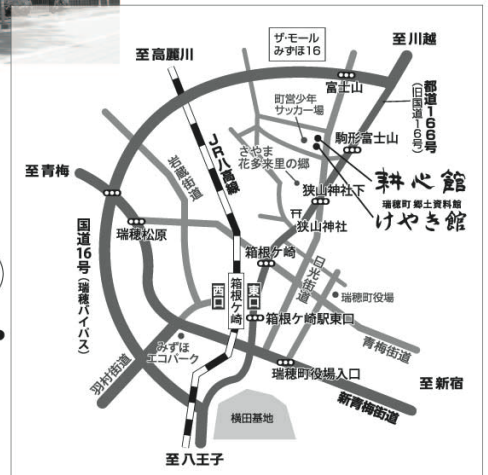 ザ・モール
みずほ16
至高麗川
至川越
富士山
都道166号
(旧国道16号)
町営少年
サッカー場
駒形富士山
さやま
花多来里の郷
JR八高線
岩蔵街道
至青梅
耕心館
狭山神社下
瑞穂町 郷土資料館
けやき館
狭山神社
国道16号(瑞穂バイパス)
瑞穂松原
箱根ケ崎
日光街道
西口
箱根ケ崎
東口
瑞穂町役場
箱根ケ崎駅東口
みずほ
エコパーク
青梅街道
羽村街道
瑞穂町役場入口
至新宿
新青梅街道
横田基地
至八王子